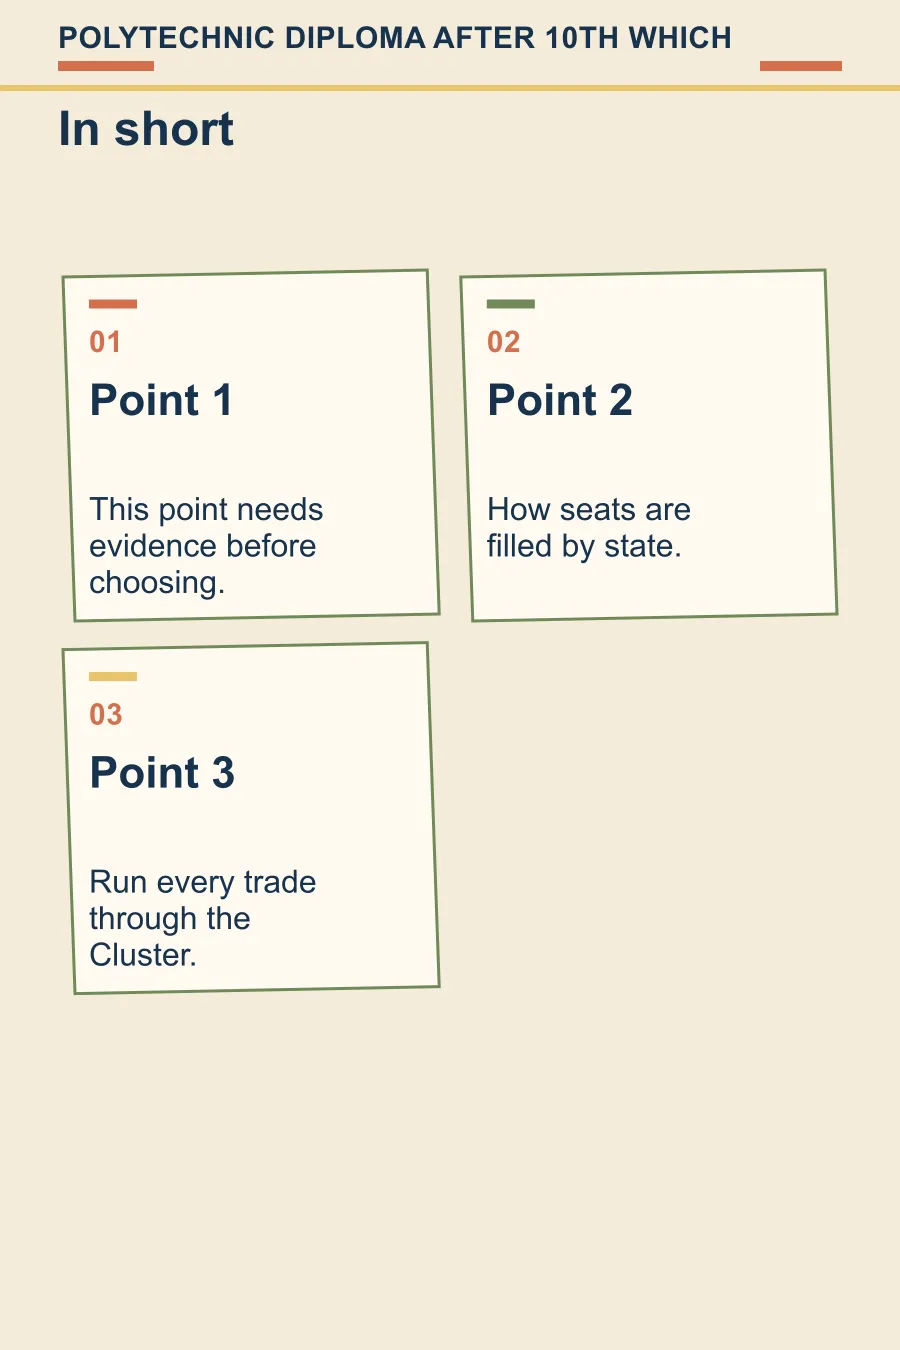 POLYTECHNIC DIPLOMA AFTER 10TH WHICH
In short
01
Point 1
This point needs
evidence before
choosing.
02
Point 2
How seats are
filled by state.
03
Point 3
Run every trade
through the
Cluster.